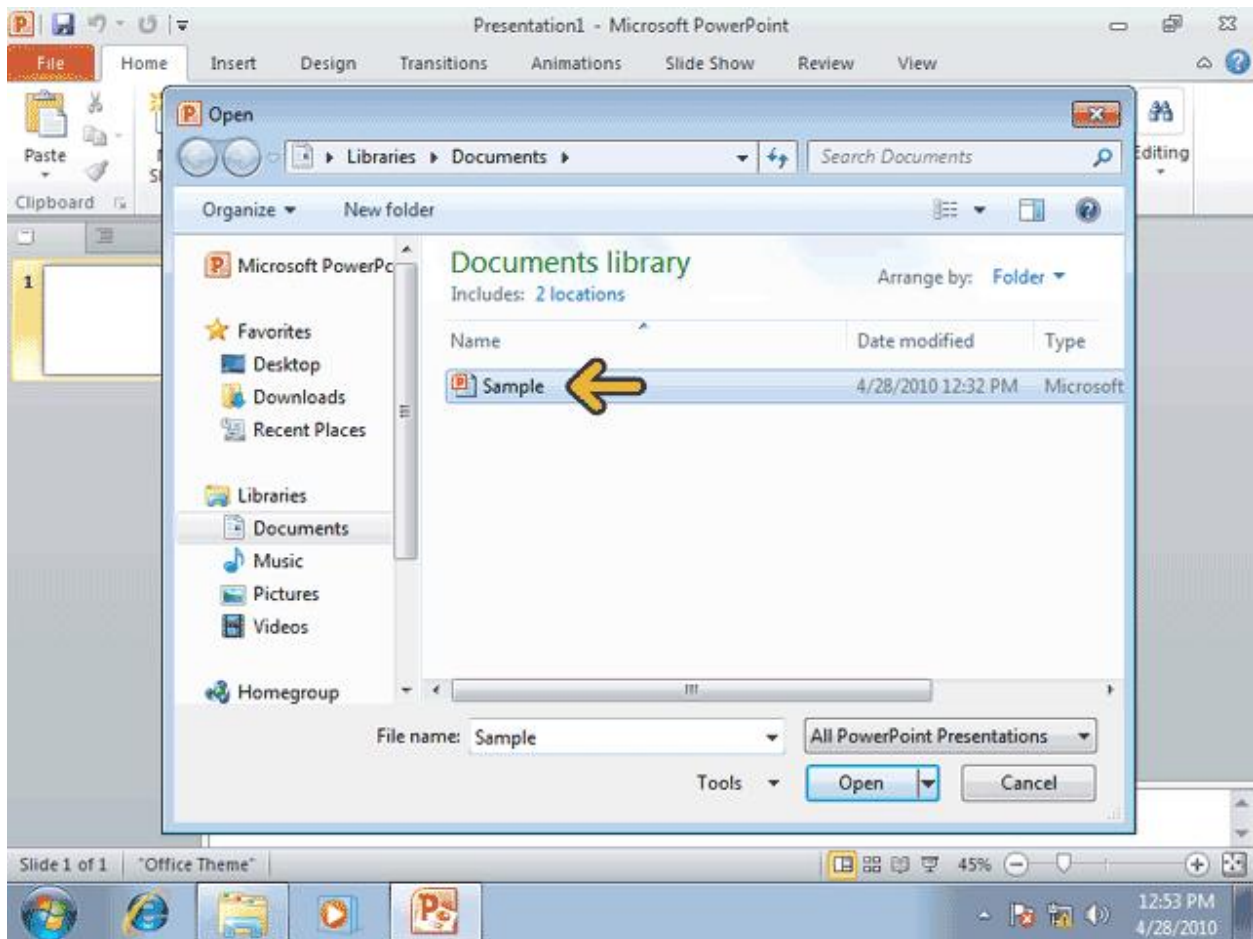 Presentation1 - Microsoft PowerPoint
File Home Insert Design Transitions Animations Slide Show Review View
Open
Paste
Libraries Documents
Search Documents
Editing
Clipboard
Organize New folder
Microsoft PowerPo
Documents library
Includes: 2 locations
Arrange by: Folder
1
Favorites
Desktop
Downloads
Recent Places
Name Date modified Type
Sample 4/28/2010 12:32 PM Microsoft
Libraries
Documents
Music
Pictures
Videos
Homegroup
File name: Sample All PowerPoint Presentations
Tools Open Cancel
Slide 1 of 1 "Office Theme" 45%
12:53 PM
4/28/2010